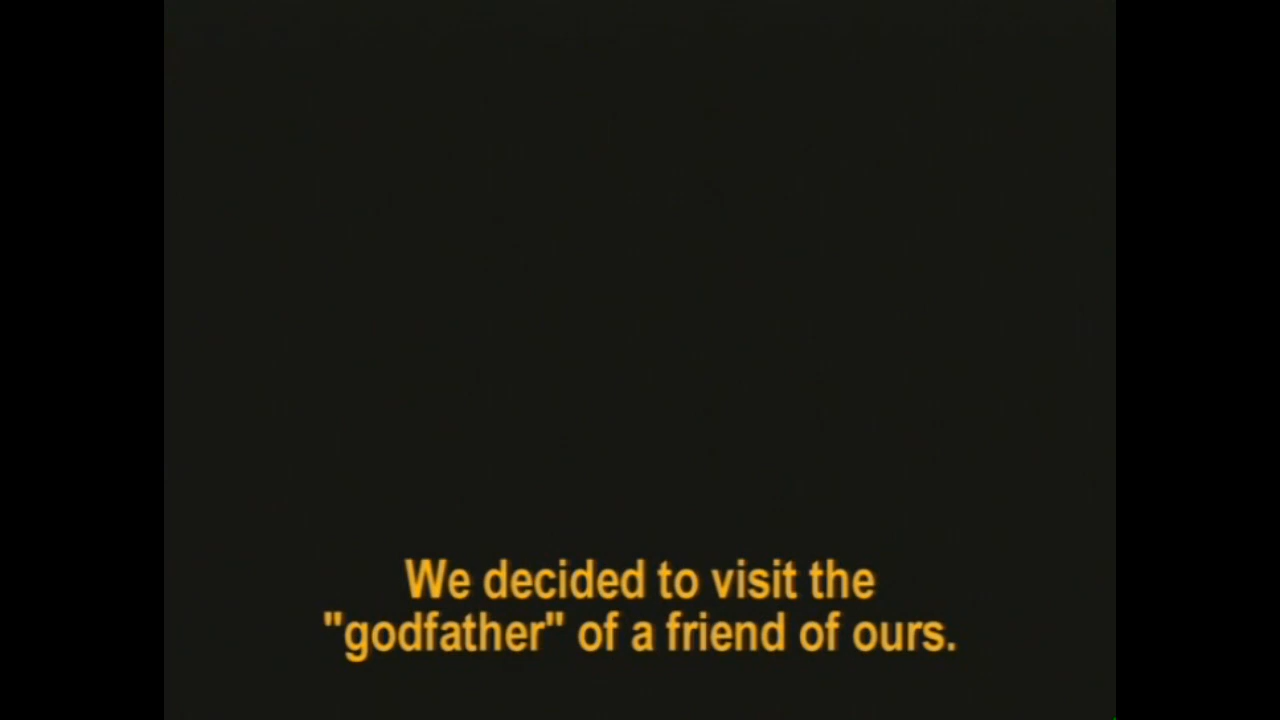 We decided to visit the
"godfather" of a friend of ours.